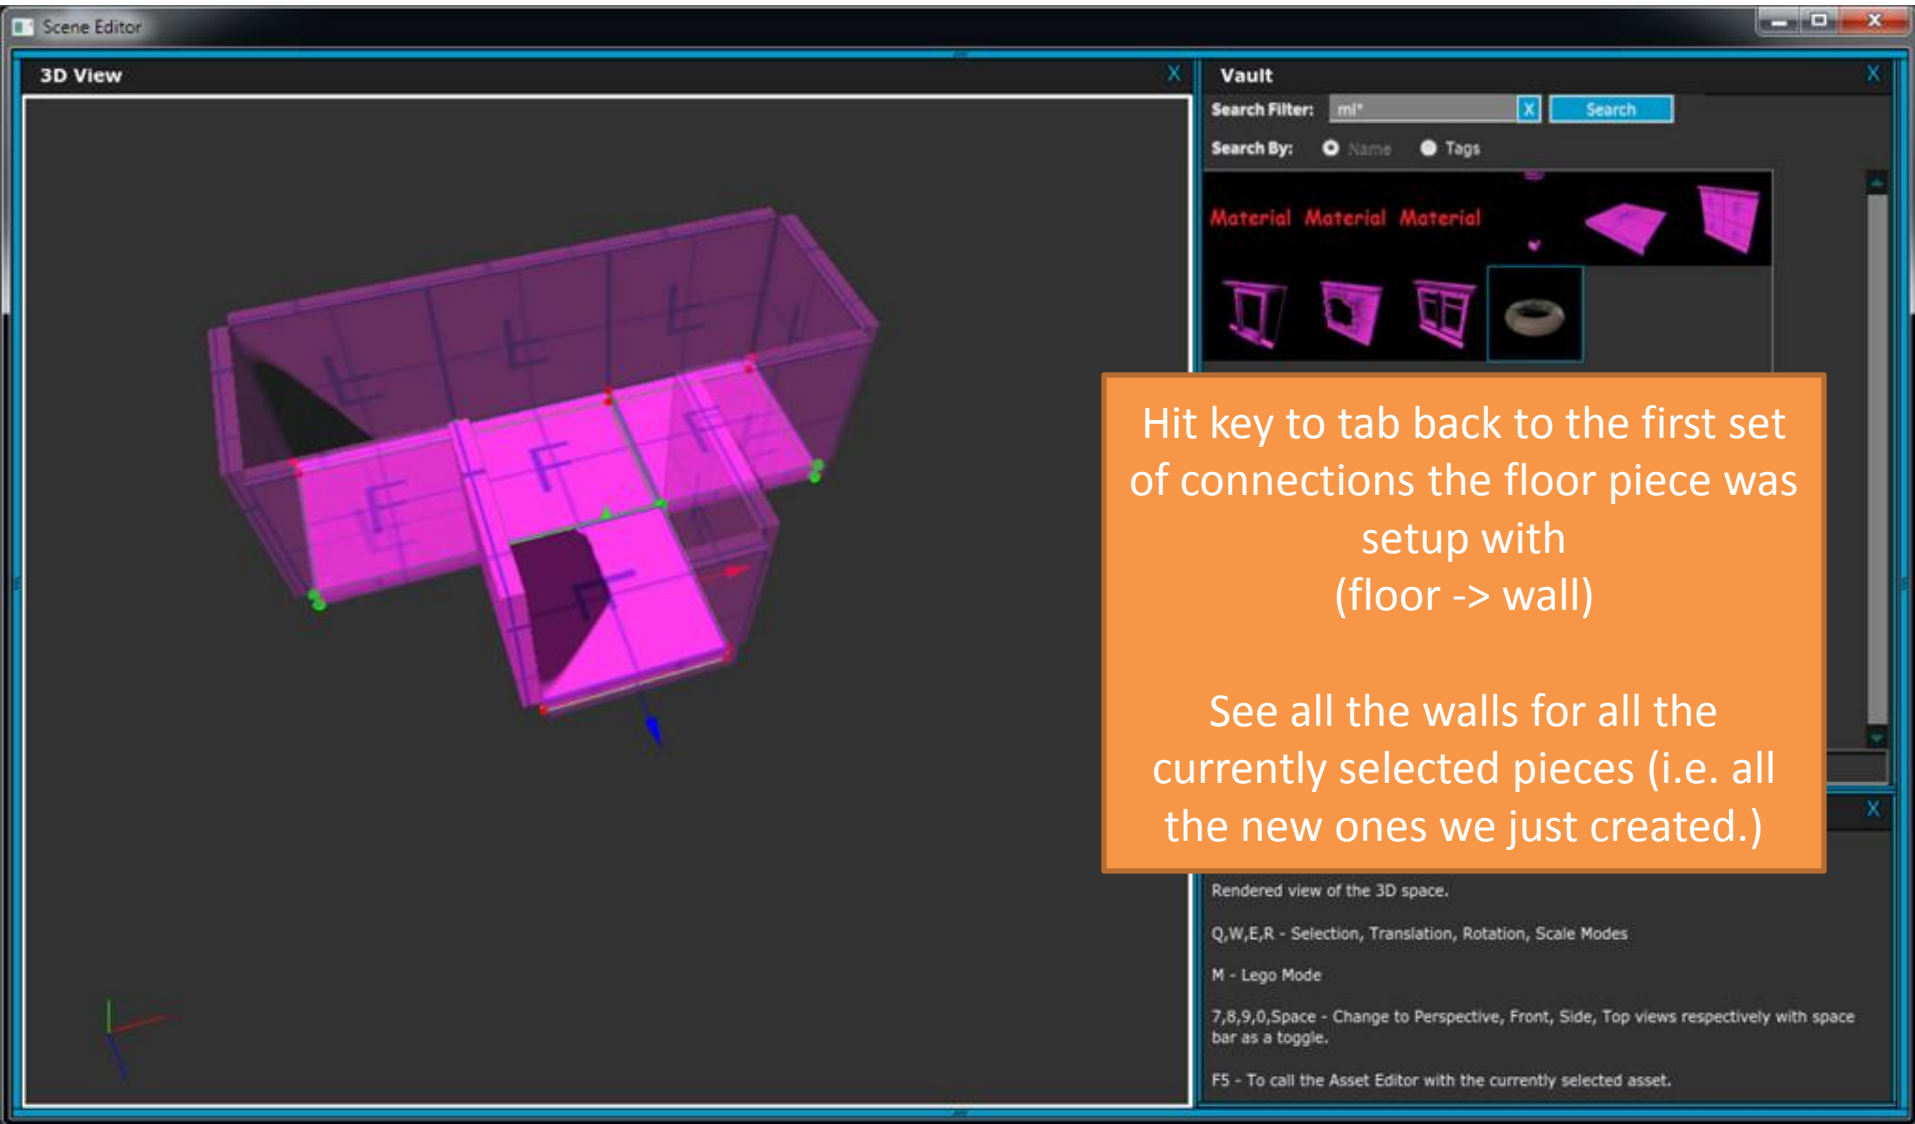 Scene Editor
3D View X
Vault X
Search Filter: ml* X Search
Search By: Name Tags
Material Material Material
Hit key to tab back to the first set
of connections the floor piece was
setup with
(floor -> wall)
See all the walls for all the
currently selected pieces (i.e. all
the new ones we just created.)
X
Rendered view of the 3D space.
Q,W,E,R - Selection, Translation, Rotation, Scale Modes
M - Lego Mode
7,8,9,0,Space - Change to Perspective, Front, Side, Top views respectively with space
bar as a toggle.
F5 - To call the Asset Editor with the currently selected asset.